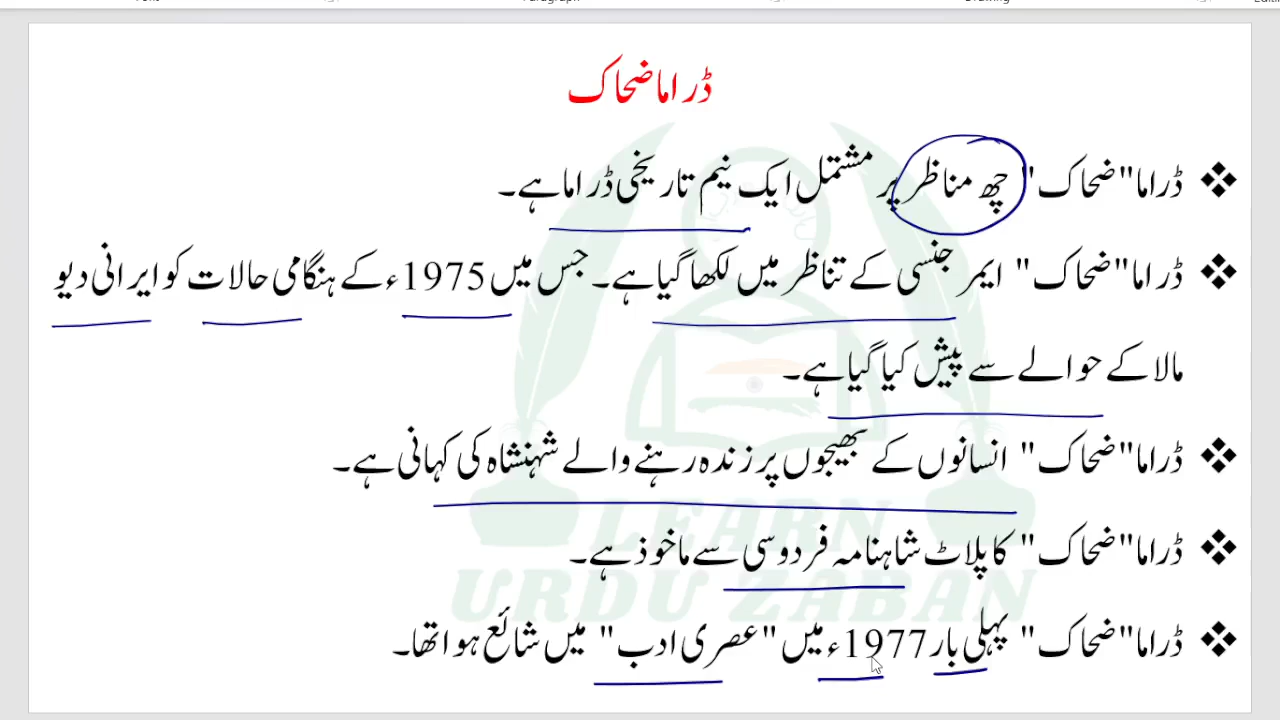 ڈراما ضحاک
❖ ڈراما "ضحاک" چھ مناظر پر مشتمل ایک نیم تاریخی ڈراما ہے۔
❖ ڈراما "ضحاک" ایمر جنسی کے تناظر میں لکھا گیا ہے۔ جس میں 1975ء کے ہنگامی حالات کو ایرانی دیو
مالا کے حوالے سے پیش کیا گیا ہے۔
❖ ڈراما "ضحاک" انسانوں کے بھیجوں پر زندہ رہنے والے شہنشاہ کی کہانی ہے۔
❖ ڈراما "ضحاک" کا پلاٹ شاہنامہ فردوسی سے ماخوذ ہے۔
❖ ڈراما "ضحاک" پہلی بار 1977ء میں "عصری ادب" میں شائع ہوا تھا۔
LEARN
URDU ZABAN